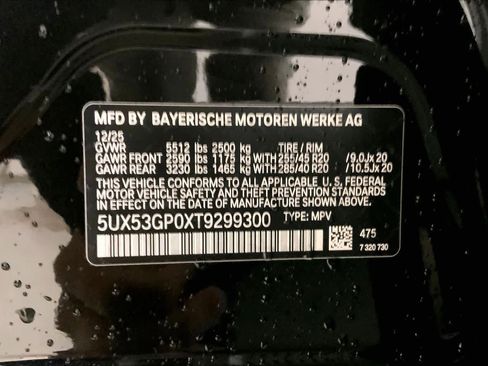 MFD BY BAYERISCHE MOTOREN WERKE AG
12/25
GVWR 5512 lbs 2500 kg TIRE / RIM
GAWR FRONT 2590 lbs 1175 kg WITH 255/45 R20 /9.0Jx 20
GAWR REAR 3230 lbs 1465 kg WITH 285/40 R20 /10.5Jx 20
THIS VEHICLE CONFORMS TO ALL APPLICABLE U. S. FEDERAL
MOTOR VEHICLE SAFETY AND THEFT PREVENTION STANDARDS
IN EFFECT ON THE DATE OF MANUFACTURE SHOWN ABOVE.
5UX53GP0XT9299300 TYPE: MPV
475
7 320 730